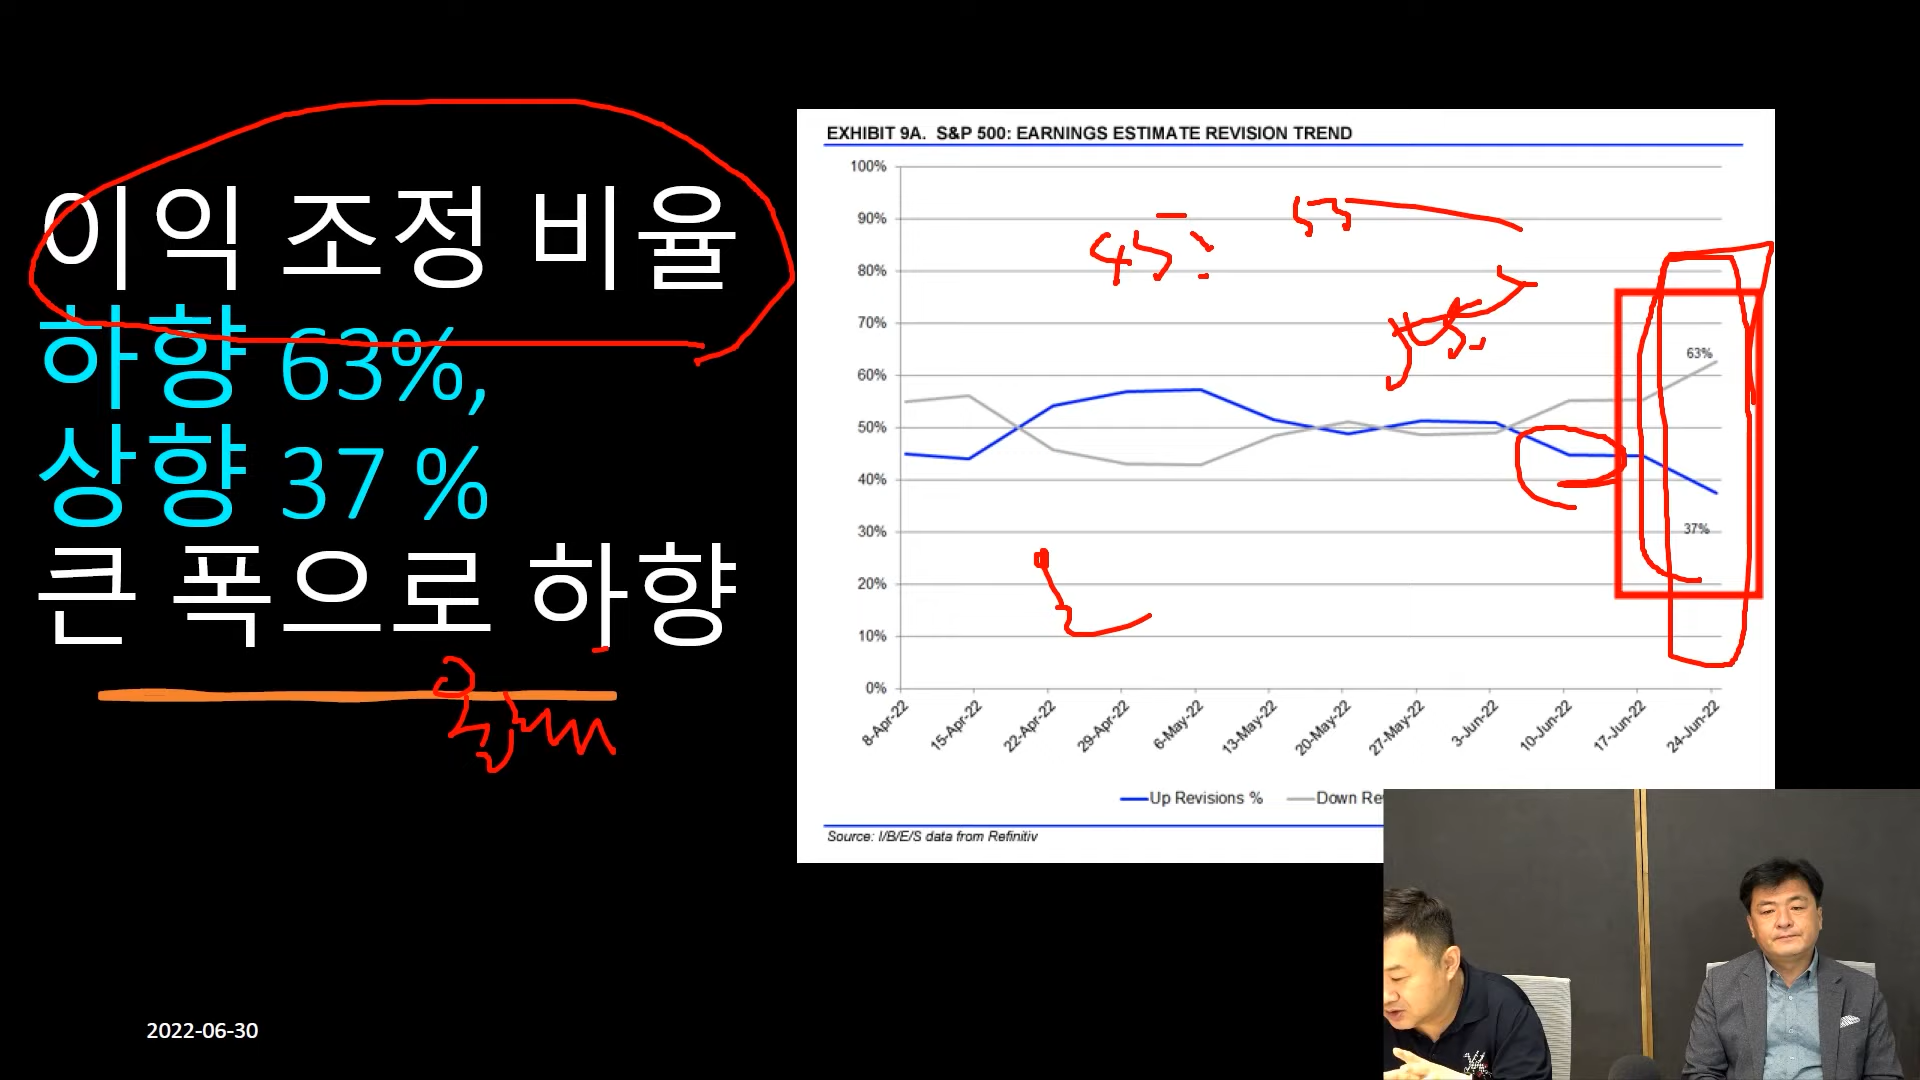 이익 조정 비율
하향 63%,
상향 37 %
큰 폭으로 하향
2022-06-30
EXHIBIT 9A. S&P 500: EARNINGS ESTIMATE REVISION TREND
100%
90%
80%
70%
60%
50%
40%
30%
20%
10%
0%
45:
55
63%
37%
8-Apr-22
15-Apr-22
22-Apr-22
29-Apr-22
6-May-22
13-May-22
20-May-22
27-May-22
3-Jun-22
10-Jun-22
17-Jun-22
24-Jun-22
Up Revisions % Down Re
Source: I/B/E/S data from Refinitiv